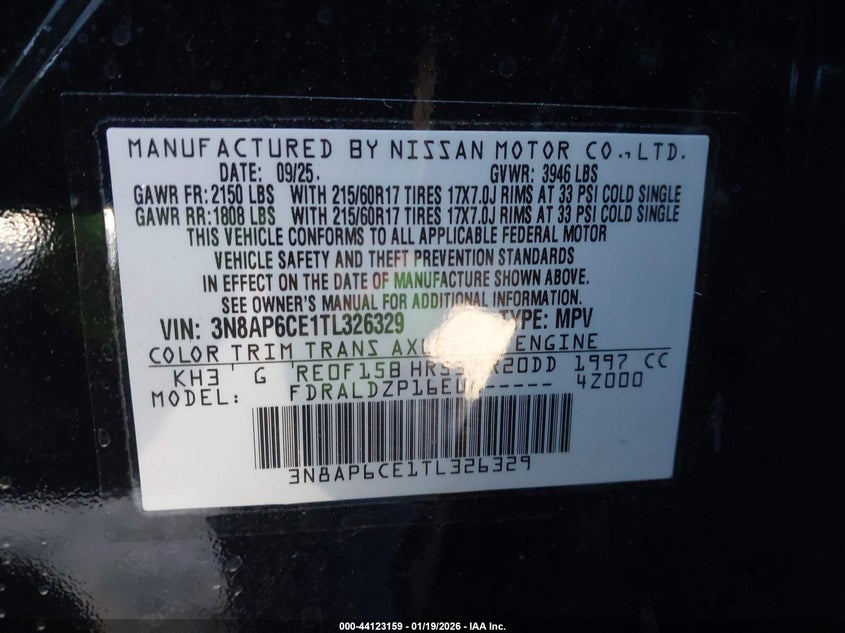 MANUFACTURED BY NISSAN MOTOR CO., LTD.
DATE: 09/25. GVWR: 3946 LBS
GAWR FR: 2150 LBS WITH 215/60R17 TIRES 17X7.0J RIMS AT 33 PSI COLD SINGLE
GAWR RR: 1808 LBS WITH 215/60R17 TIRES 17X7.0J RIMS AT 33 PSI COLD SINGLE
THIS VEHICLE CONFORMS TO ALL APPLICABLE FEDERAL MOTOR
VEHICLE SAFETY AND THEFT PREVENTION STANDARDS
IN EFFECT ON THE DATE OF MANUFACTURE SHOWN ABOVE.
SEE OWNER'S MANUAL FOR ADDITIONAL INFORMATION.
VIN: 3N8AP6CE1TL326329 TYPE: MPV
COLOR TRIM TRANS ENGINE
KH3 G RE0F15B 1997 CC
MODEL: 4Z000
3N8AP6CE1TL326329
000-44123159 - 01/19/2026 - IAA Inc.